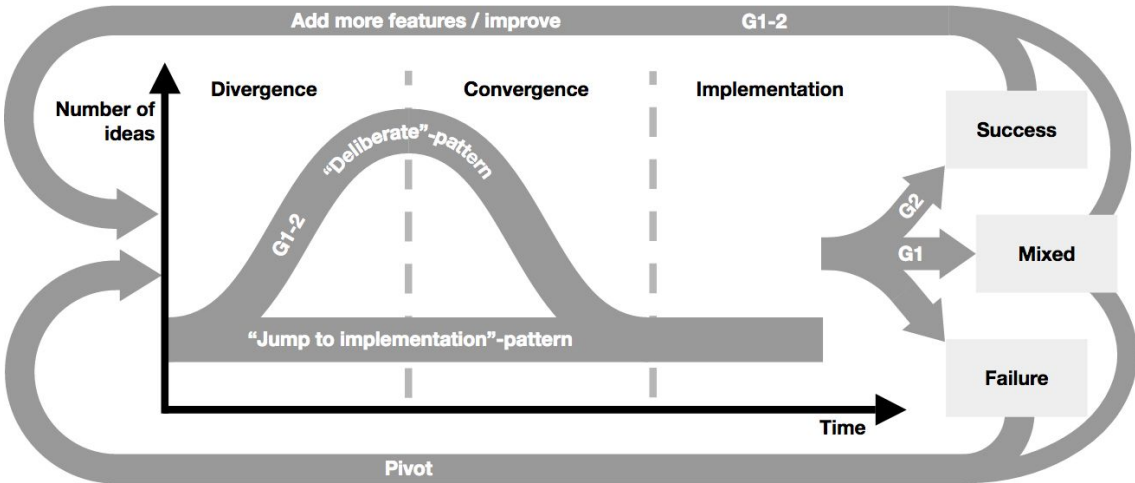 Add more features / improve G1-2
Divergence Convergence Implementation
Number of
ideas
“Deliberate”-pattern
G1-2
“Jump to implementation”-pattern
Time
G2
G1
Success
Mixed
Failure
Pivot